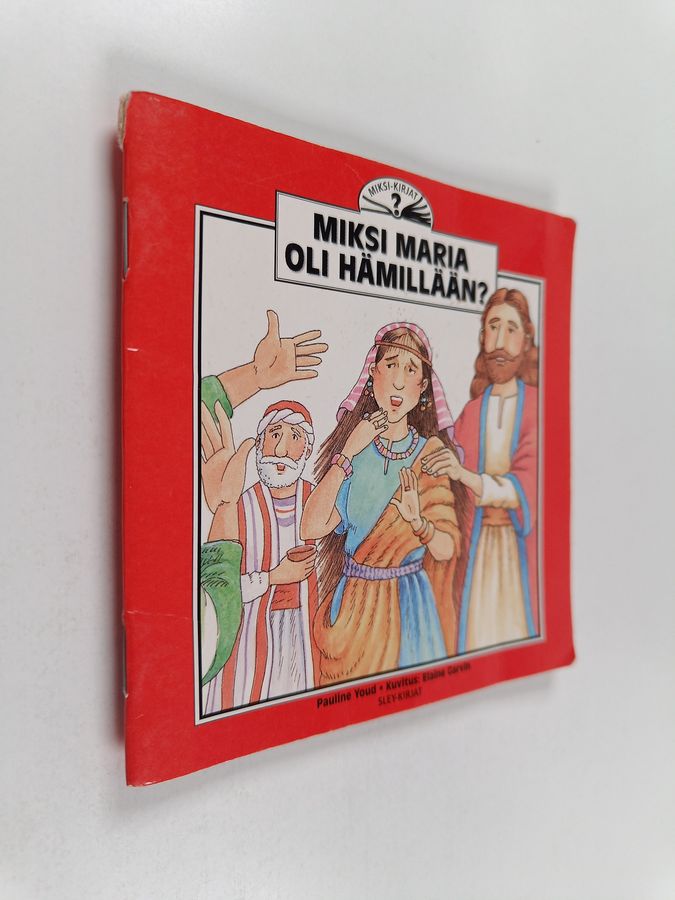 MIKSI-KIRJAT
?
MIKSI MARIA
OLI HÄMILLÄÄN?
Pauline Youd • Kuvitus: Elaine Garvin
SLEY-KIRJAT